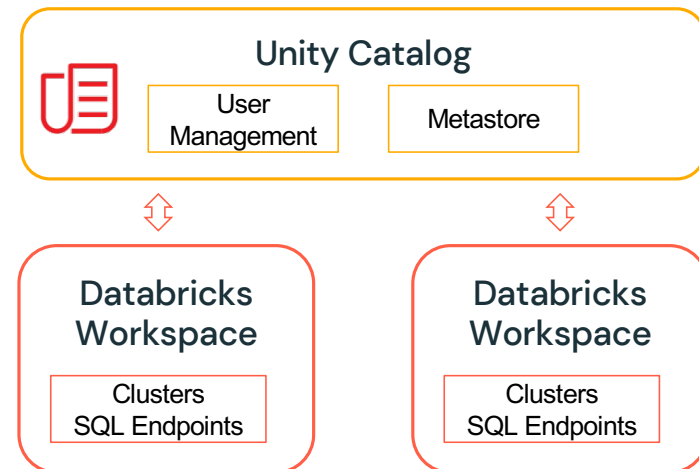 Unity Catalog
User
Management
Metastore
Databricks
Workspace
Clusters
SQL Endpoints
Databricks
Workspace
Clusters
SQL Endpoints